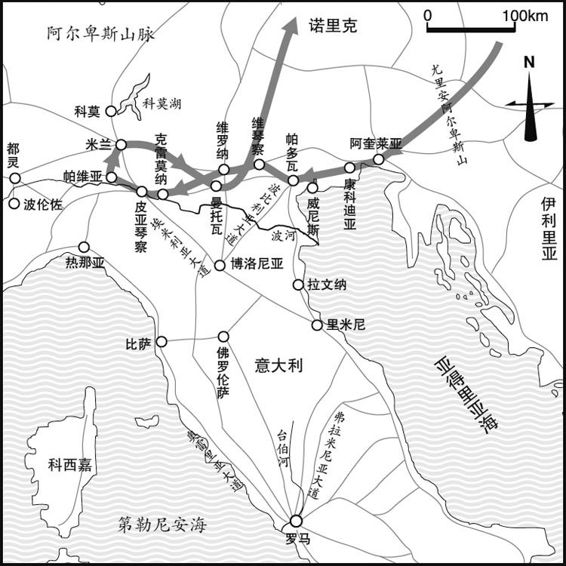 阿尔卑斯山脉
诺里克
0
100km
N
尤里安阿尔卑斯山
科莫
科莫湖
米兰
克雷莫纳
维罗纳
维琴察
帕多瓦
阿奎莱亚
都灵
帕维亚
波伦佐
皮亚琴察
曼托瓦
威尼斯
康科迪亚
伊利里亚
埃米利亚大道
波比利亚大道
波河
热那亚
博洛尼亚
拉文纳
里米尼
比萨
佛罗伦萨
意大利
亚得里亚海
弗拉米尼亚大道
台伯河
奥雷里亚大道
科西嘉
第勒尼安海
罗马